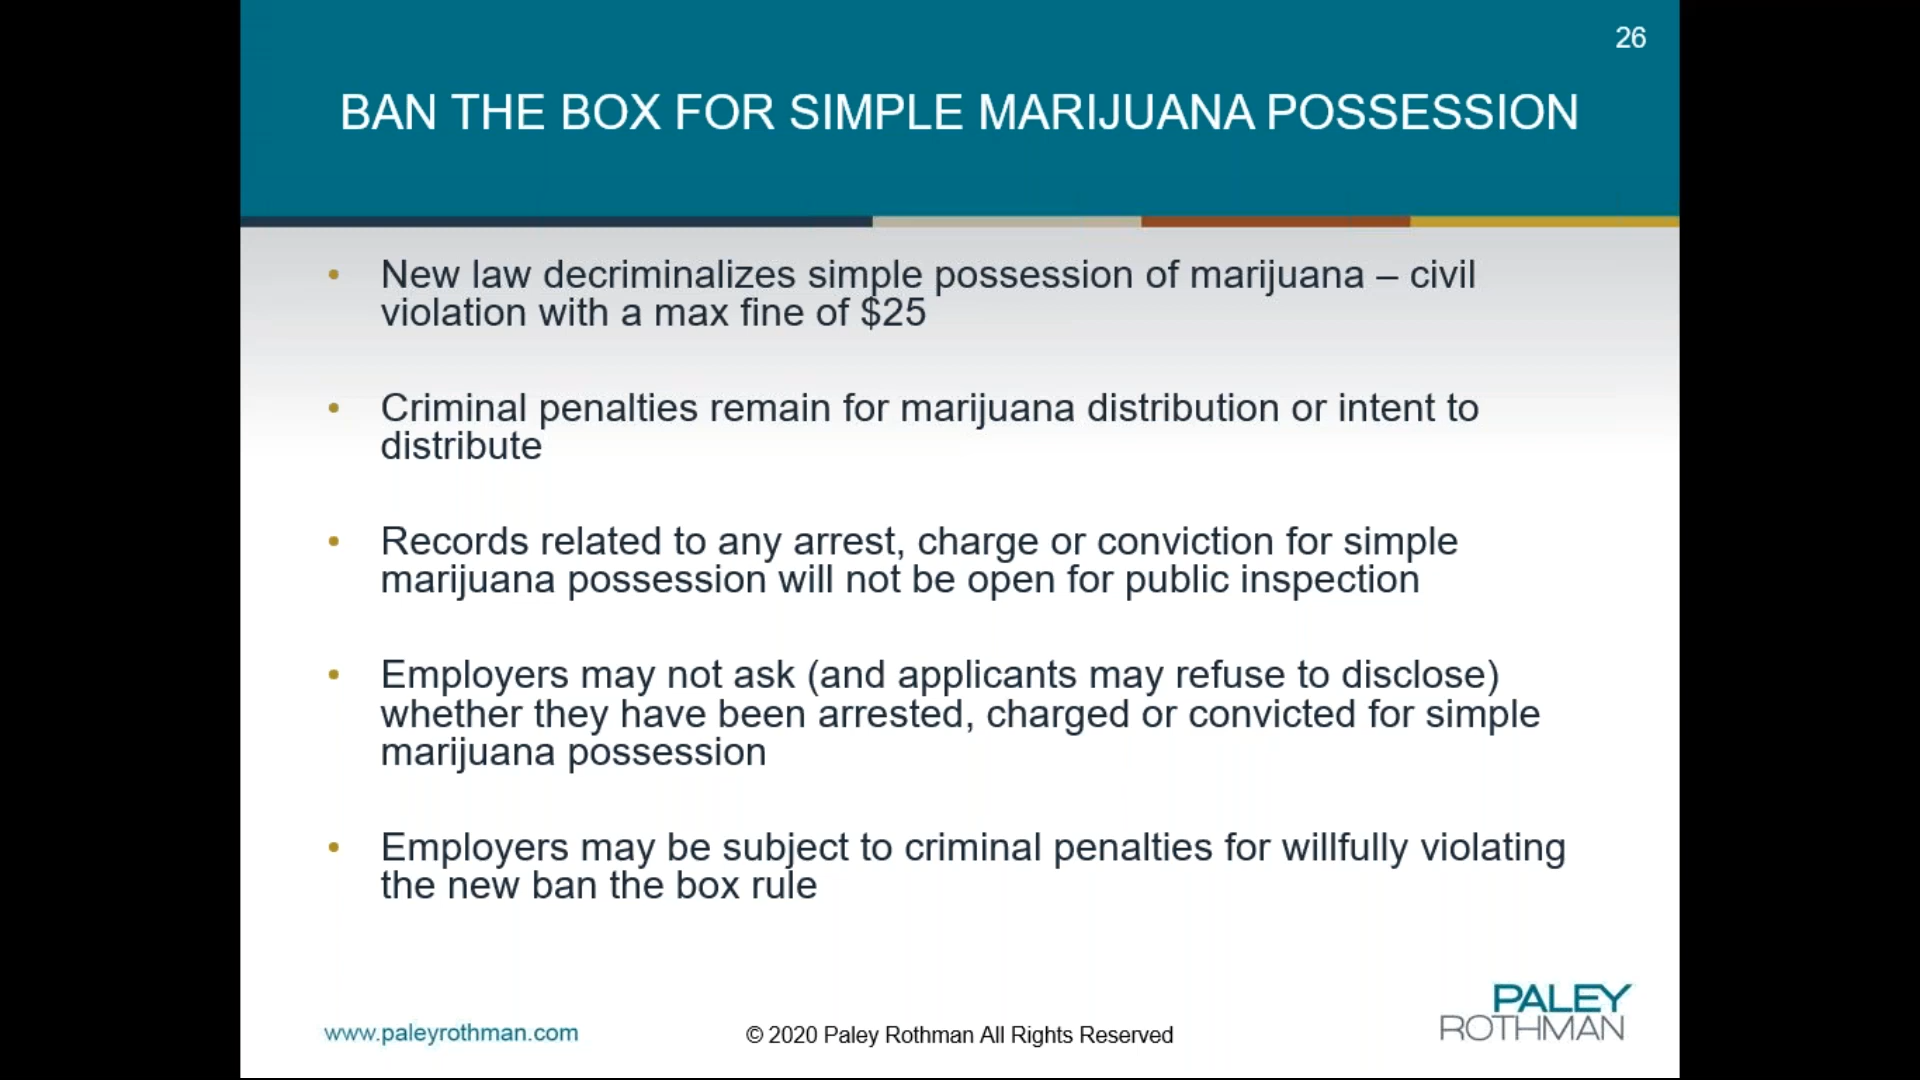 26
BAN THE BOX FOR SIMPLE MARIJUANA POSSESSION
• New law decriminalizes simple possession of marijuana – civil
violation with a max fine of $25
• Criminal penalties remain for marijuana distribution or intent to
distribute
• Records related to any arrest, charge or conviction for simple
marijuana possession will not be open for public inspection
• Employers may not ask (and applicants may refuse to disclose)
whether they have been arrested, charged or convicted for simple
marijuana possession
• Employers may be subject to criminal penalties for willfully violating
the new ban the box rule
www.paleyrothman.com
© 2020 Paley Rothman All Rights Reserved
PALEY
ROTHMAN